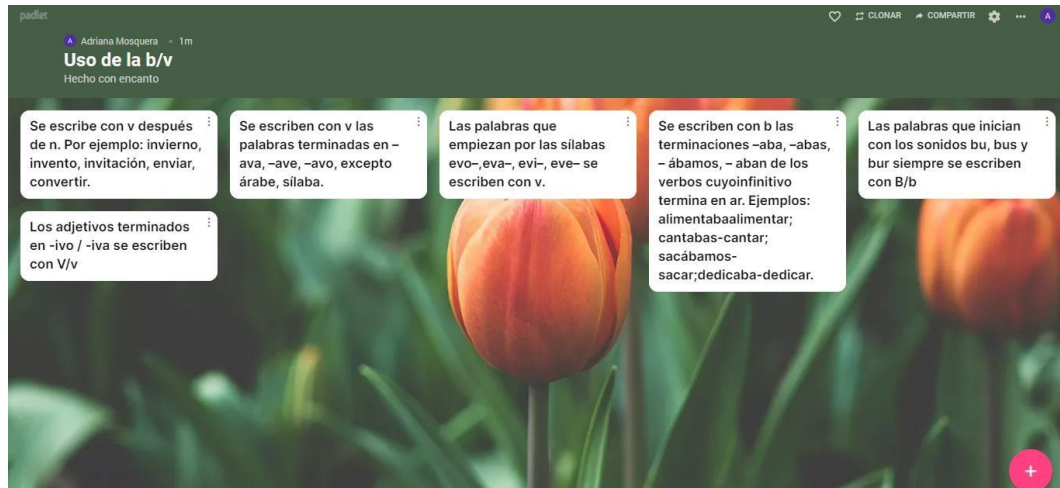 padlet
CLONAR
COMPARTIR
A
A Adriana Mosquera • 1m
Uso de la b/v
Hecho con encanto
Se escribe con v después
de n. Por ejemplo: invierno,
invento, invitación, enviar,
convertir.
Los adjetivos terminados
en -ivo / -iva se escriben
con V/v
Se escriben con v las
palabras terminadas en –
ava, –ave, –avo, excepto
árabe, sílaba.
Las palabras que
empiezan por las sílabas
evo–,eva–, evi–, eve– se
escriben con v.
Se escriben con b las
terminaciones –aba, –abas,
– ábamos, – aban de los
verbos cuyoinfinitivo
termina en ar. Ejemplos:
alimentabaalimentar;
cantabas-cantar;
sacábamos-
sacar;dedicaba-dedicar.
Las palabras que inician
con los sonidos bu, bus y
bur siempre se escriben
con B/b